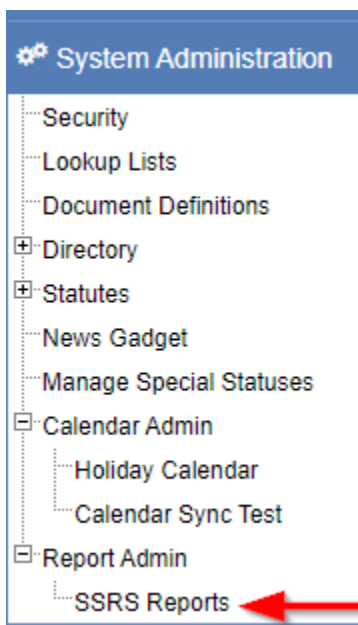 System Administration
Security
Lookup Lists
Document Definitions
Directory
Statutes
News Gadget
Manage Special Statuses
Calendar Admin
Holiday Calendar
Calendar Sync Test
Report Admin
SSRS Reports